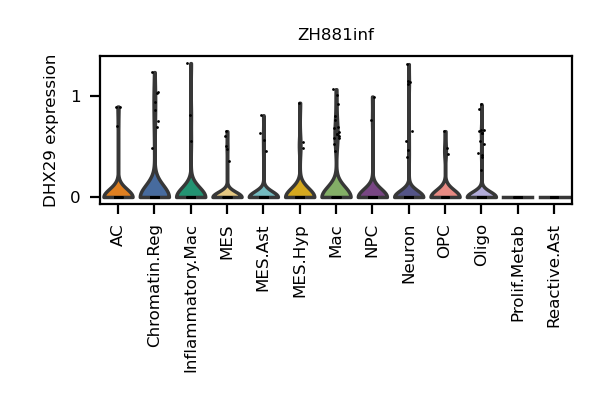 ZH881inf
DHX29 expression
1
0
AC
Chromatin.Reg
Inflammatory.Mac
MES
MES.Ast
MES.Hyp
Mac
NPC
Neuron
OPC
Oligo
Prolif.Metab
Reactive.Ast